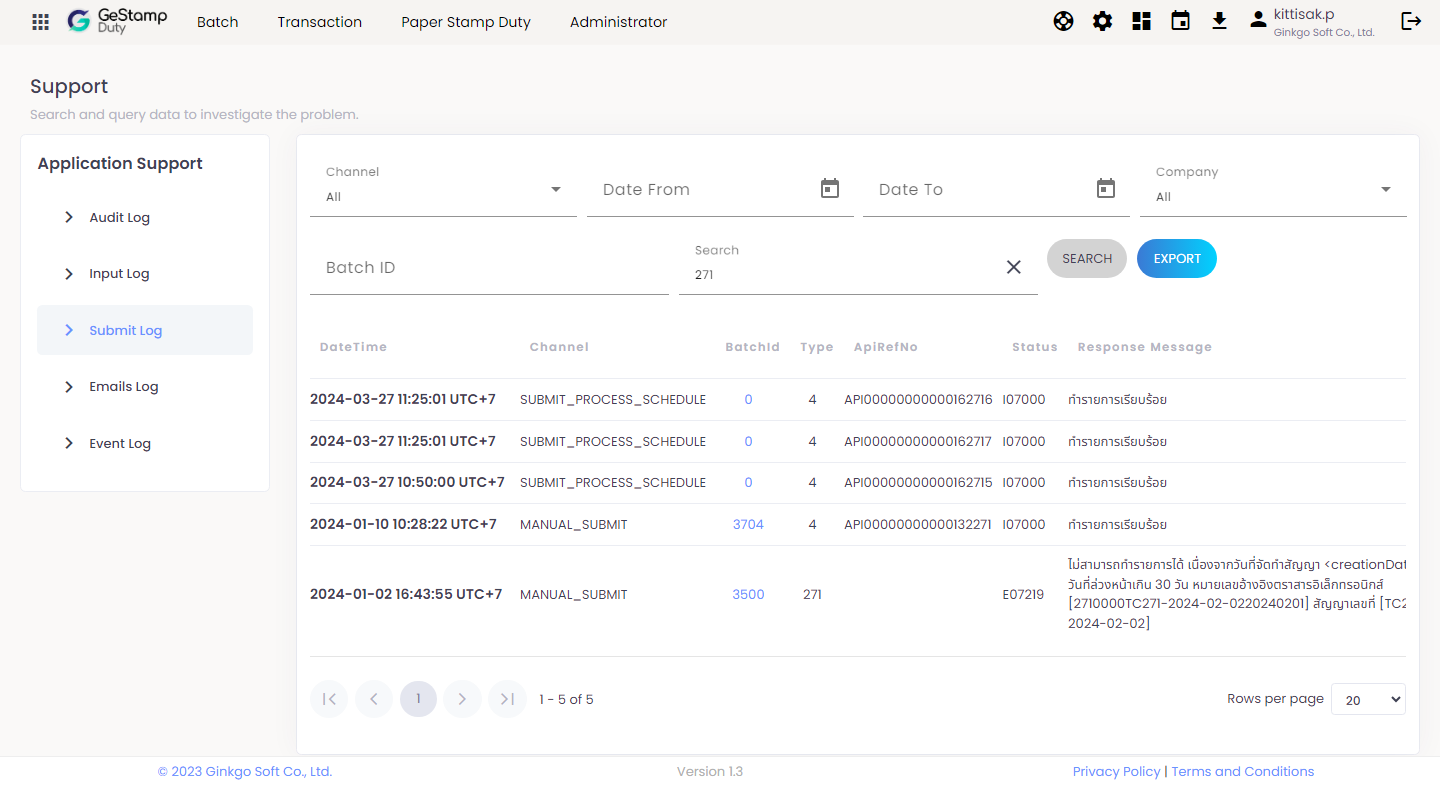 GeStamp
Duty
Batch
Transaction
Paper Stamp Duty
Administrator
kittisak.p
Ginkgo Soft Co., Ltd.
Support
Search and query data to investigate the problem.
Application Support
Audit Log
Input Log
Submit Log
Emails Log
Event Log
Channel
All
Date From
Date To
Company
All
Batch ID
Search
271
SEARCH
EXPORT
DateTime Channel BatchId Type ApiRefNo Status Response Message
2024-03-27 11:25:01 UTC+7 SUBMIT_PROCESS_SCHEDULE 0 4 API00000000000162716 I07000 ทำรายการเรียบร้อย
2024-03-27 11:25:01 UTC+7 SUBMIT_PROCESS_SCHEDULE 0 4 API00000000000162717 I07000 ทำรายการเรียบร้อย
2024-03-27 10:50:00 UTC+7 SUBMIT_PROCESS_SCHEDULE 0 4 API00000000000162715 I07000 ทำรายการเรียบร้อย
2024-01-10 10:28:22 UTC+7 MANUAL_SUBMIT 3704 4 API00000000000132271 I07000 ทำรายการเรียบร้อย
2024-01-02 16:43:55 UTC+7 MANUAL_SUBMIT 3500 271 E07219
ไม่สามารถทำรายการได้ เนื่องจากวันที่จัดทำสัญญา <creationDat
วันที่ล่วงหน้าเกิน 30 วัน หมายเลขอ้างอิงตราสารอิเล็กทรอนิกส์
[2710000TC271-2024-02-0220240201] สัญญาเลขที่ [TC2
2024-02-02]
1
1 - 5 of 5
Rows per page 20
© 2023 Ginkgo Soft Co., Ltd.
Version 1.3
Privacy Policy | Terms and Conditions